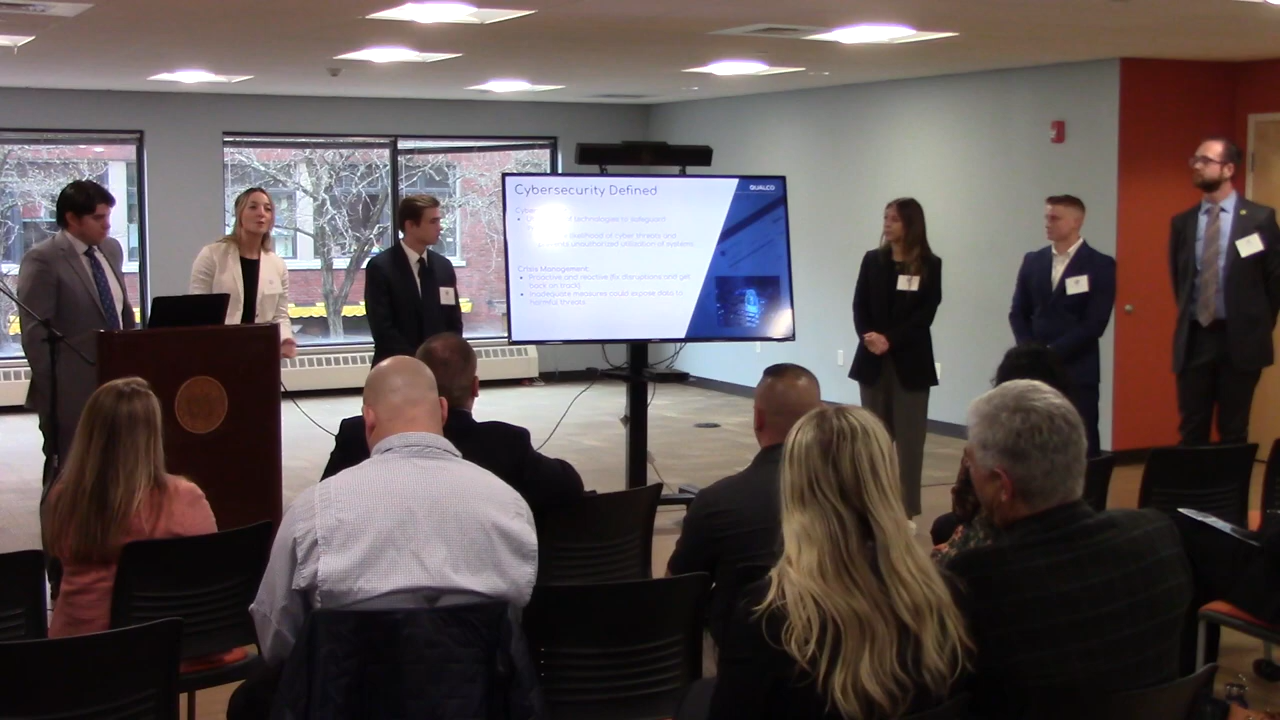 Cybersecurity Defined
QUALCO
technologies to safeguard
likelihood of cyber threats and
unauthorized utilization of systems
Crisis Management
• Proactive and reactive (fix disruptions and get
back on track)
• Inadequate measures could expose data to
harmful threats